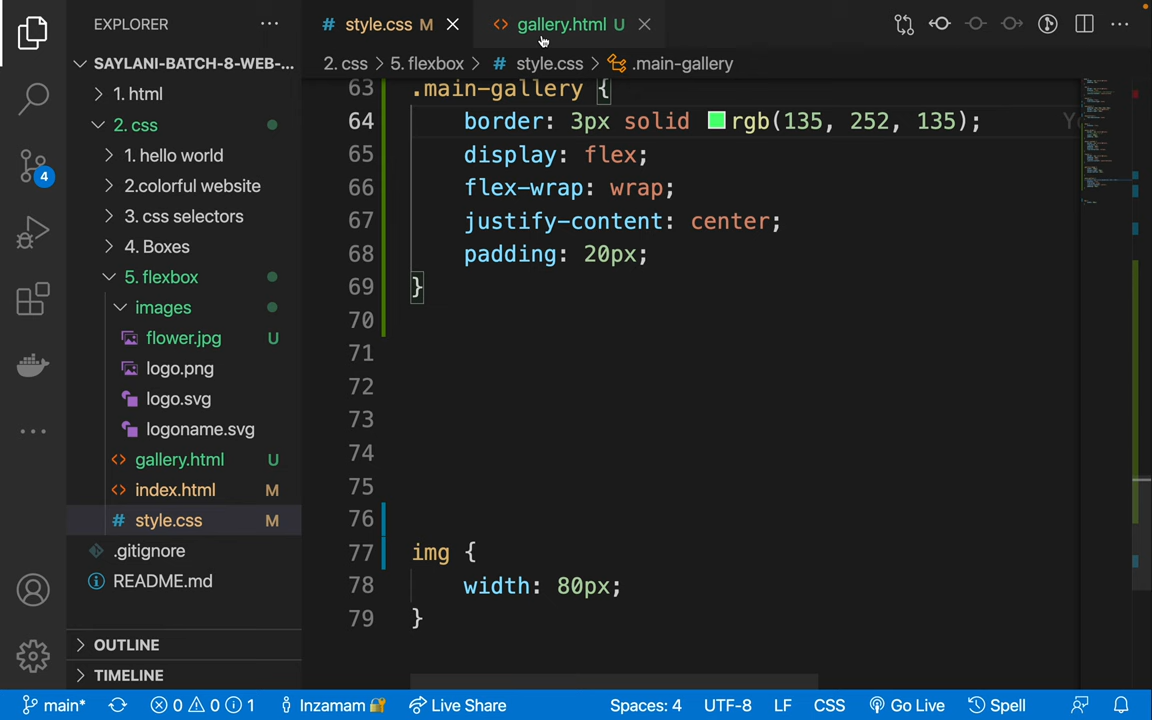 EXPLORER
SAYLANI-BATCH-8-WEB-...
1. html
2. css
1. hello world
2.colorful website
3. css selectors
4. Boxes
5. flexbox
images
flower.jpg U
logo.png
logo.svg
logoname.svg
gallery.html U
index.html M
# style.css M
.gitignore
README.md
OUTLINE
TIMELINE
4
# style.css M
<> gallery.html U
2. css > 5. flexbox > # style.css > .main-gallery
63 .main-gallery {
64 border: 3px solid rgb(135, 252, 135);
65 display: flex;
66 flex-wrap: wrap;
67 justify-content: center;
68 padding: 20px;
69 }
70
71
72
73
74
75
76
77 img {
78 width: 80px;
79 }
main* 0 0 1 Inzamam Live Share Spaces: 4 UTF-8 LF CSS Go Live Spell